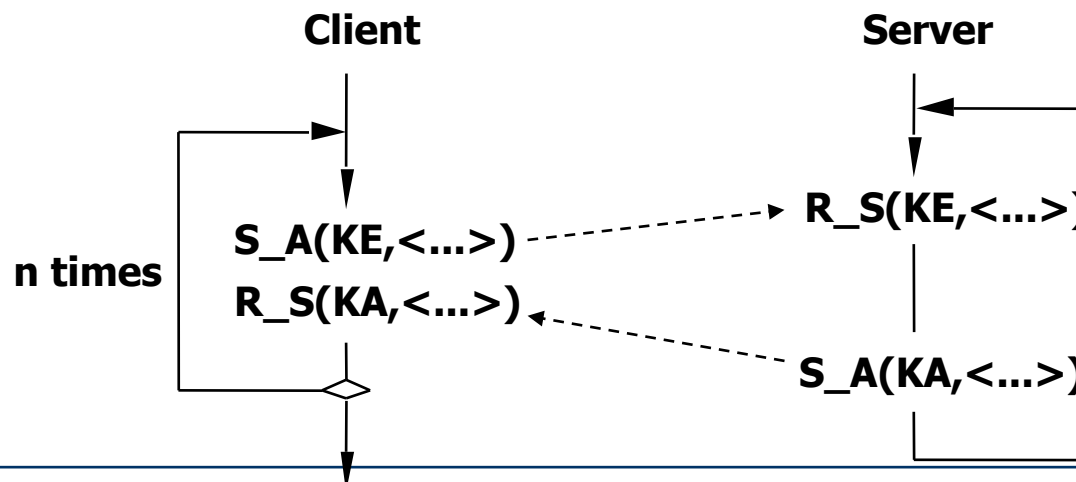 Client
Server
R_S(KE,<...>)
S_A(KE,<...>)
n times
R_S(KA,<...>)
S_A(KA,<...>)